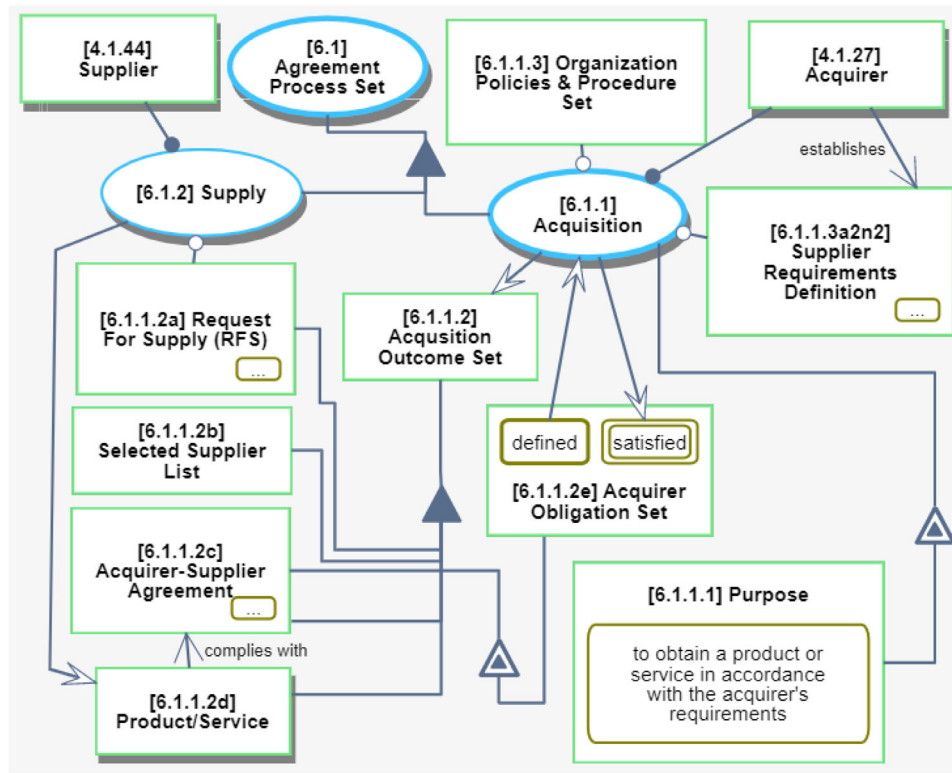 [4.1.44]
Supplier
[6.1]
Agreement
Process Set
[6.1.1.3] Organization
Policies & Procedure
Set
[4.1.27]
Acquirer
establishes
[6.1.2] Supply
[6.1.1]
Acquisition
[6.1.1.3a2n2]
Supplier
Requirements
Definition
...
[6.1.1.2a] Request
For Supply (RFS)
...
[6.1.1.2]
Acqusition
Outcome Set
[6.1.1.2b]
Selected Supplier
List
defined
satisfied
[6.1.1.2e] Acquirer
Obligation Set
[6.1.1.2c]
Acquirer-Supplier
Agreement
...
[6.1.1.1] Purpose
to obtain a product or
service in accordance
with the acquirer's
requirements
complies with
[6.1.1.2d]
Product/Service